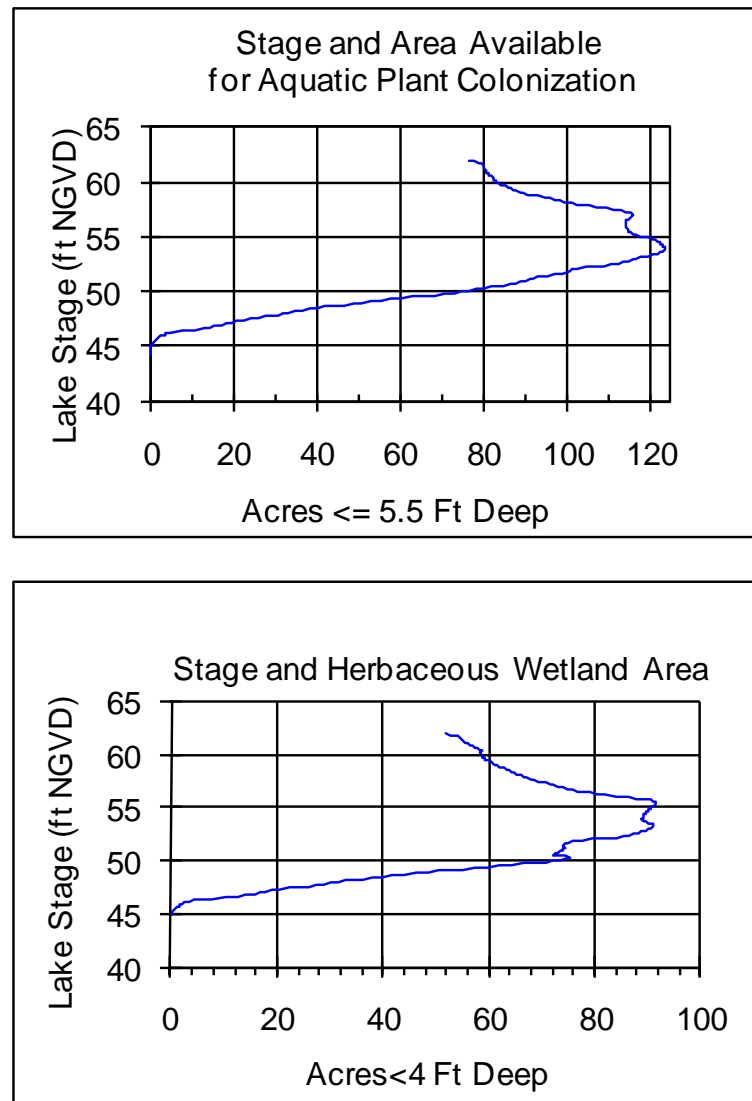 Stage and Area Available
for Aquatic Plant Colonization
Lake Stage (ft NGVD)
65
60
55
50
45
40
0 20 40 60 80 100 120
Acres <= 5.5 Ft Deep
Stage and Herbaceous Wetland Area
Lake Stage (ft NGVD)
65
60
55
50
45
40
0 20 40 60 80 100
Acres<4 Ft Deep